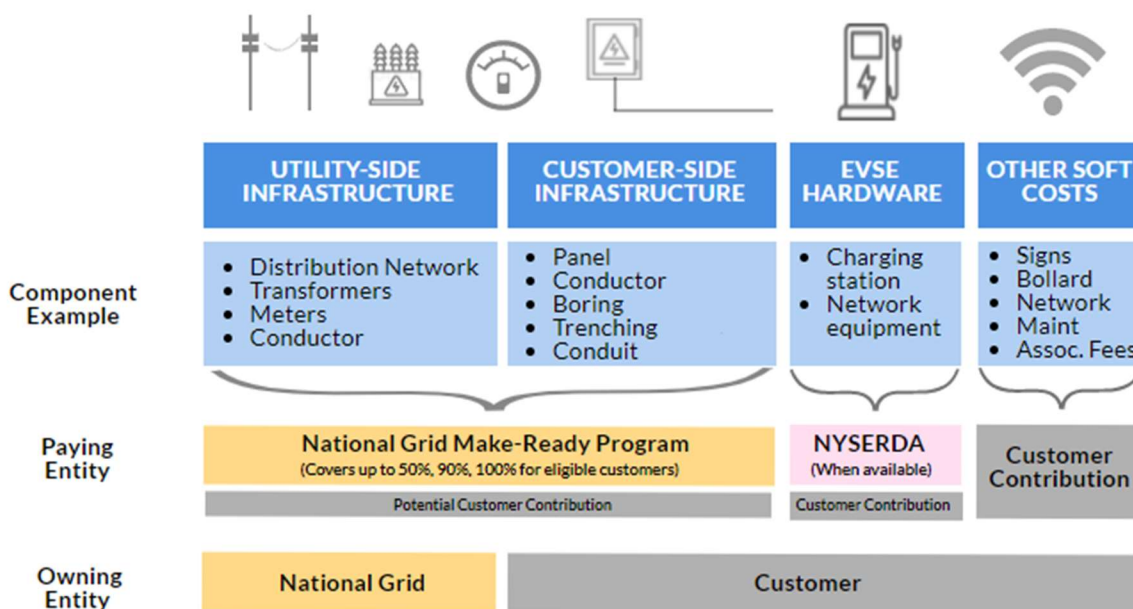 UTILITY-SIDE
INFRASTRUCTURE
CUSTOMER-SIDE
INFRASTRUCTURE
EVSE
HARDWARE
OTHER SOFT
COSTS
Component
Example
• Distribution Network
• Transformers
• Meters
• Conductor
• Panel
• Conductor
• Boring
• Trenching
• Conduit
• Charging
station
• Network
equipment
• Signs
• Bollard
• Network
• Maint
• Assoc. Fees
Paying
Entity
National Grid Make-Ready Program
(Covers up to 50%, 90%, 100% for eligible customers)
Potential Customer Contribution
NYSERDA
(When available)
Customer Contribution
Customer
Contribution
Owning
Entity
National Grid
Customer